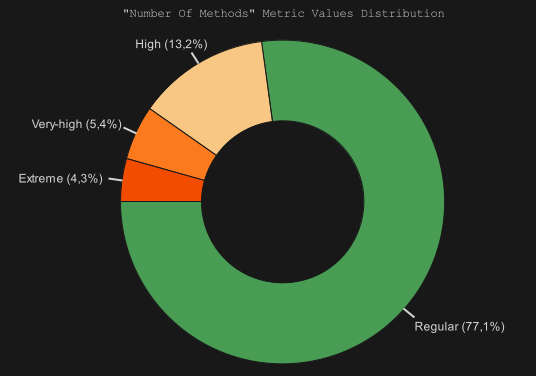 "Number Of Methods" Metric Values Distribution
High (13,2%)
Very-high (5,4%)
Extreme (4,3%)
Regular (77,1%)